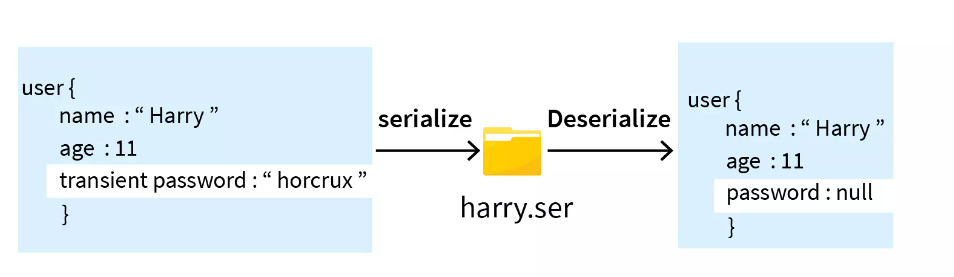 user {
name : “ Harry ”
age : 11
transient password : “ horcrux ”
}
serialize
harry.ser
Deserialize
user {
name : “ Harry ”
age : 11
password : null
}